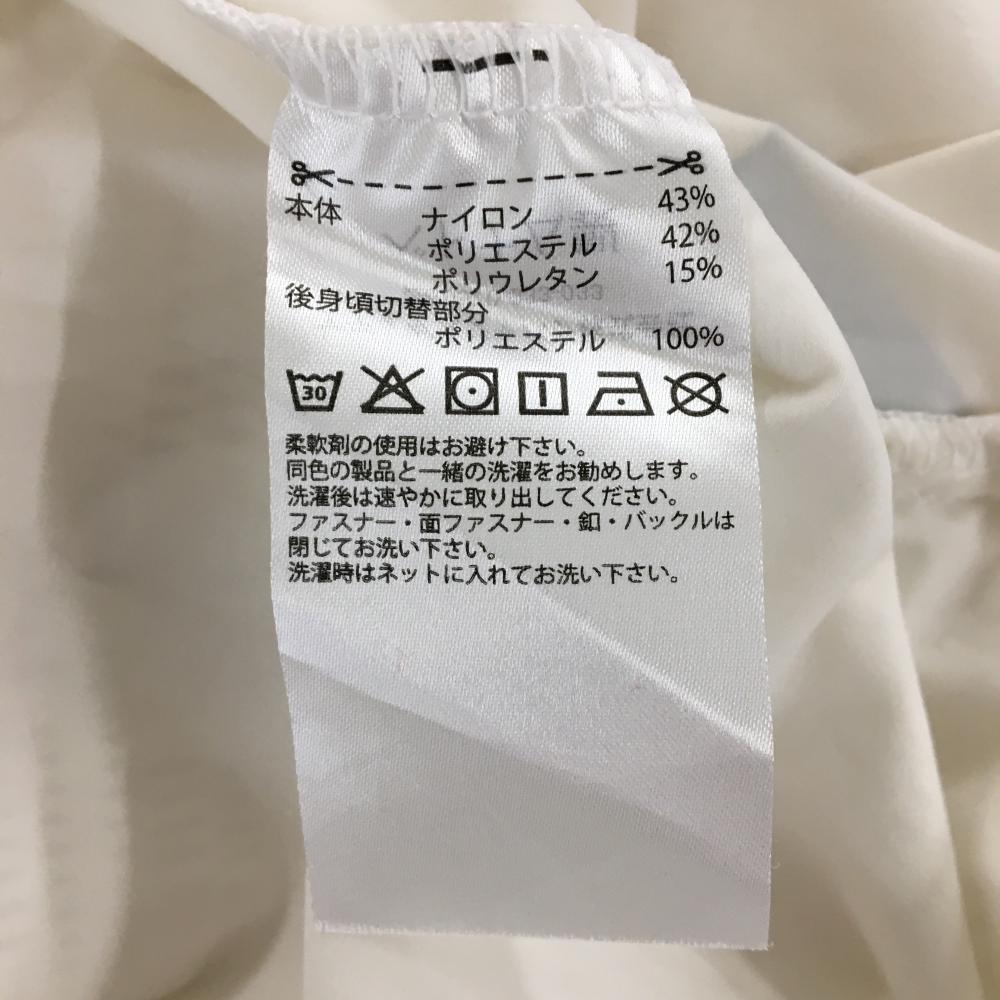 本体 ナイロン 43%
ポリエステル 42%
ポリウレタン 15%
後身頃切替部分
ポリエステル 100%
30
柔軟剤の使用はお避け下さい。
同色の製品と一緒の洗濯をお勧めします。
洗濯後は速やかに取り出してください。
ファスナー・面ファスナー・釦・バックルは
閉じてお洗い下さい。
洗濯時はネットに入れてお洗い下さい。